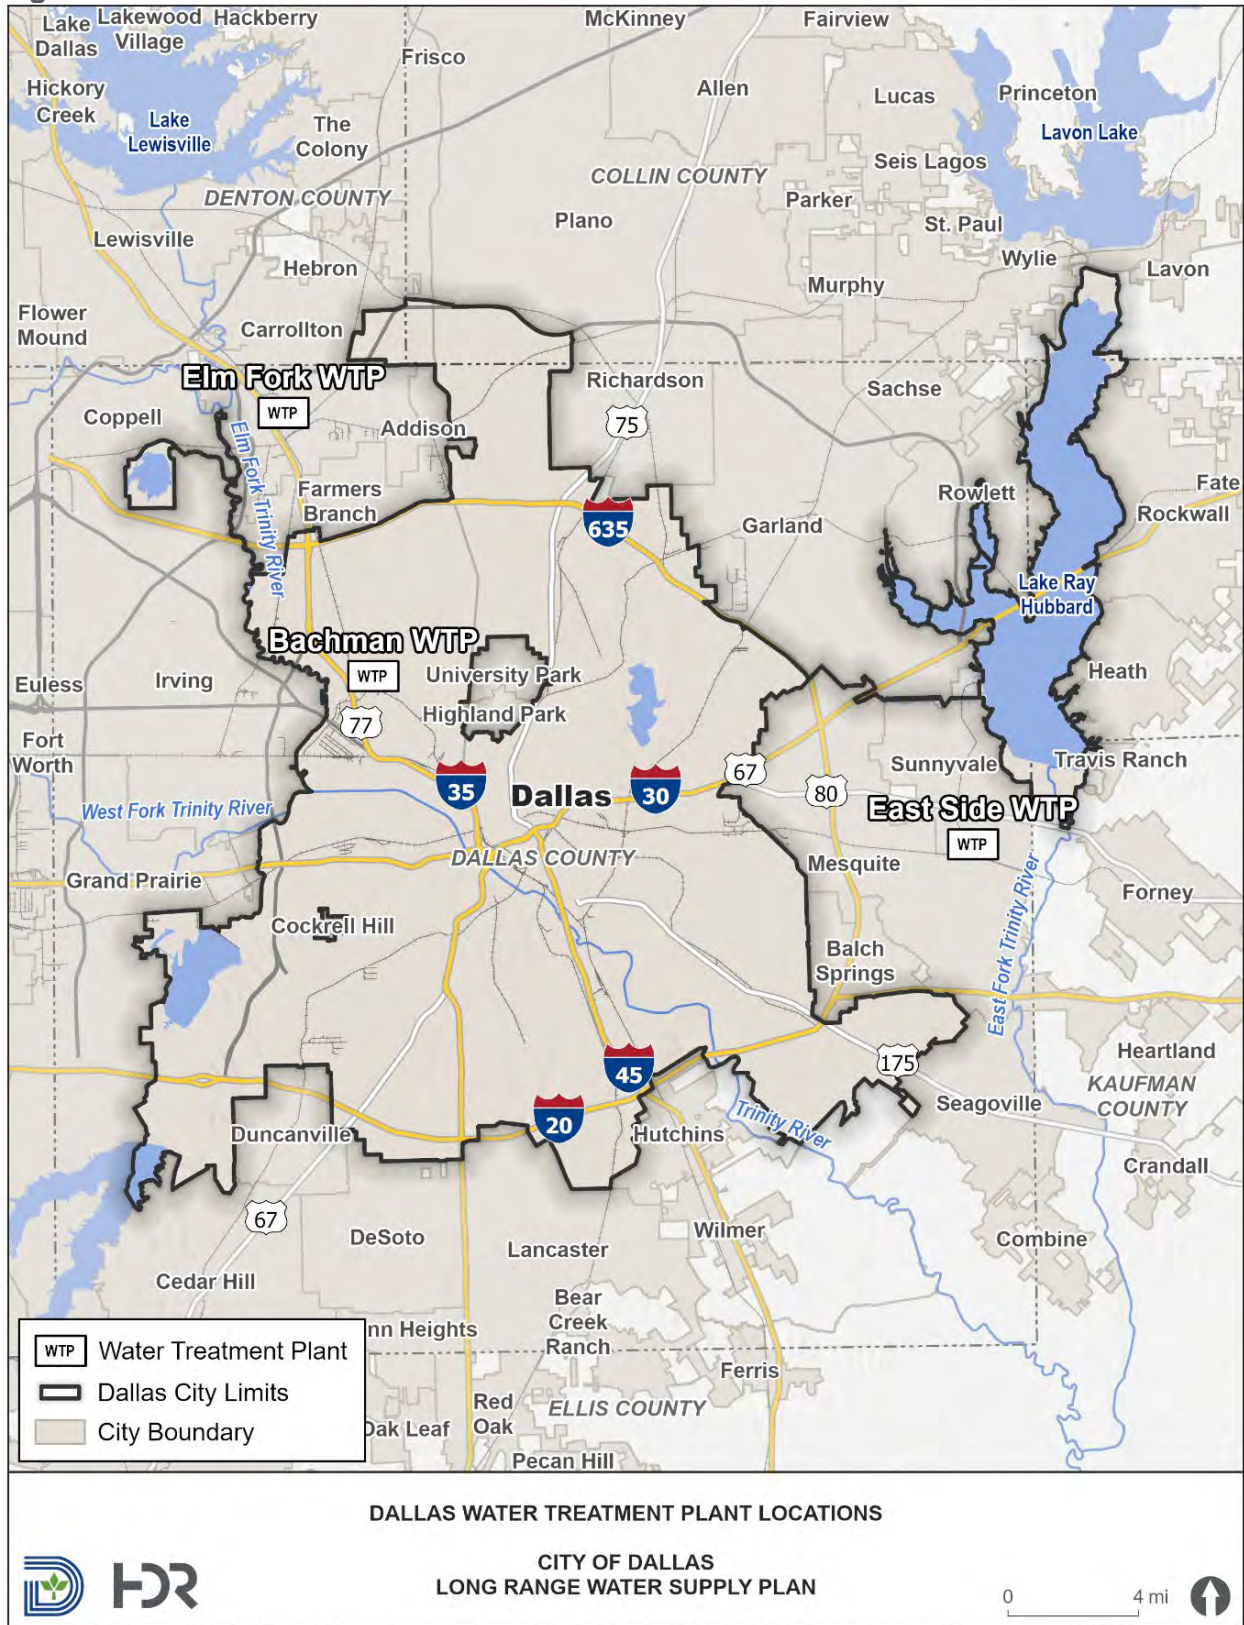 Lake
Dallas
Lakewood
Village
Hackberry
McKinney
Fairview
Frisco
Hickory
Creek
Lake
Lewisville
The
Colony
Allen
Lucas
Princeton
Lavon Lake
Seis Lagos
COLLIN COUNTY
DENTON COUNTY
Parker
Plano
St. Paul
Lewisville
Hebron
Wylie
Lavon
Murphy
Flower
Mound
Carrollton
Elm Fork WTP
WTP
Richardson
Sachse
Coppell
Addison
75
Elm Fork Trinity River
Farmers
Branch
635
Garland
Rowlett
Fate
Rockwall
Lake Ray
Hubbard
Bachman WTP
WTP
University Park
Highland Park
Euless
Irving
77
Heath
Fort
Worth
35
Dallas
30
67
80
Sunnyvale
Travis Ranch
West Fork Trinity River
East Side WTP
WTP
DALLAS COUNTY
Mesquite
Grand Prairie
Forney
Cockrell Hill
Balch
Springs
East Fork Trinity River
45
175
Heartland
KAUFMAN
COUNTY
20
Duncanville
Hutchins
Trinity River
Seagoville
Crandall
67
DeSoto
Lancaster
Wilmer
Combine
Cedar Hill
Bear
Creek
Ranch
nn Heights
Ferris
Red
Oak
ELLIS COUNTY
Oak Leaf
Pecan Hill
WTP Water Treatment Plant
Dallas City Limits
City Boundary
DALLAS WATER TREATMENT PLANT LOCATIONS
CITY OF DALLAS
LONG RANGE WATER SUPPLY PLAN
HDR
0 4 mi